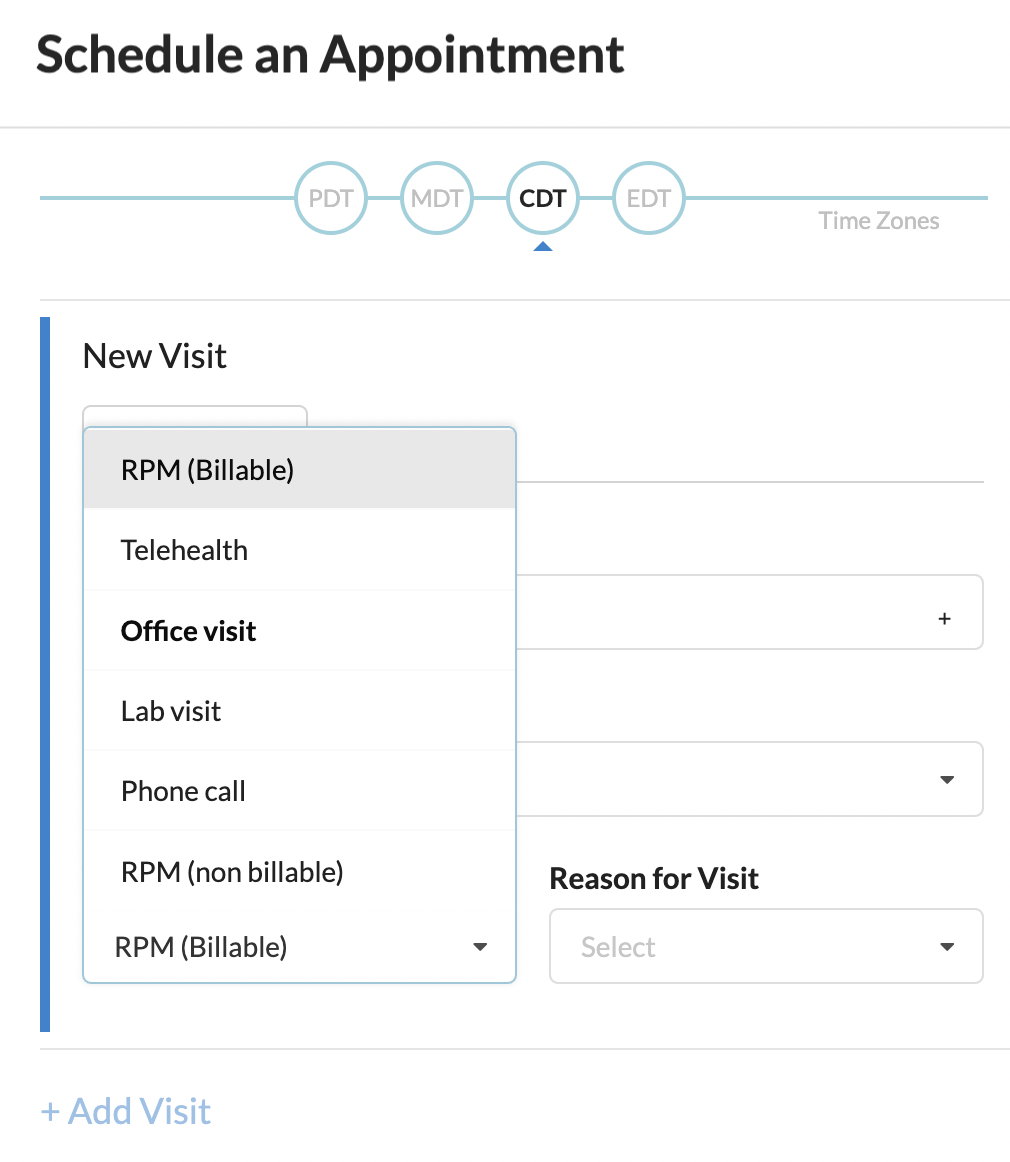 Schedule an Appointment
PDT MDT CDT EDT
Time Zones
New Visit
RPM (Billable)
Telehealth
+
Office visit
Lab visit
Phone call
RPM (non billable)
Reason for Visit
RPM (Billable)
Select
+ Add Visit